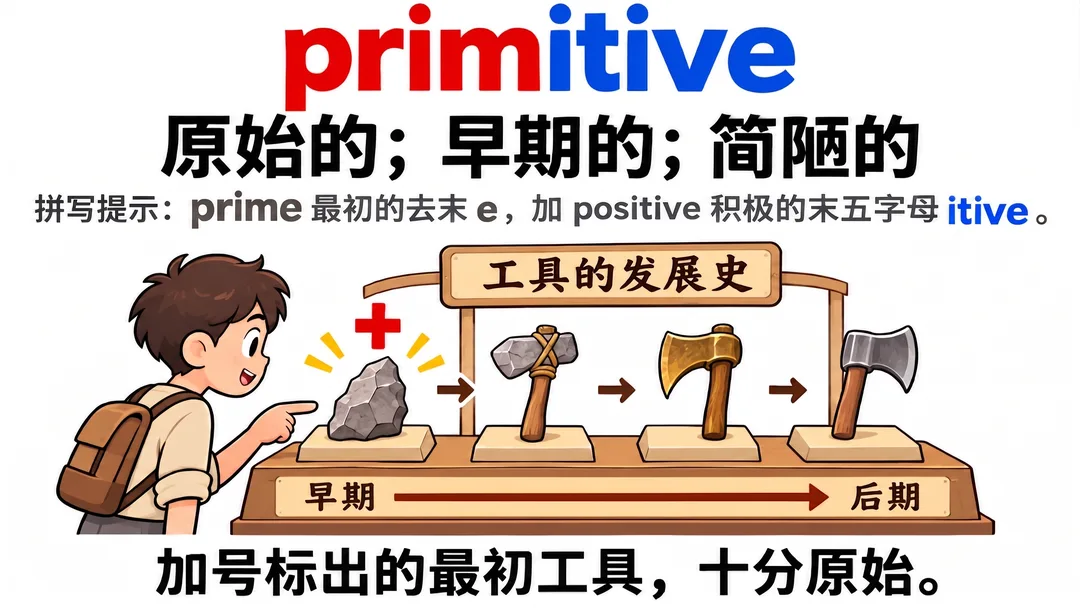 primitive
原始的；早期的；简陋的
拼写提示：prime 最初的去末 e，加 positive 积极的末五字母 itive。
工具的发展史
早期 后期
加号标出的最初工具，十分原始。